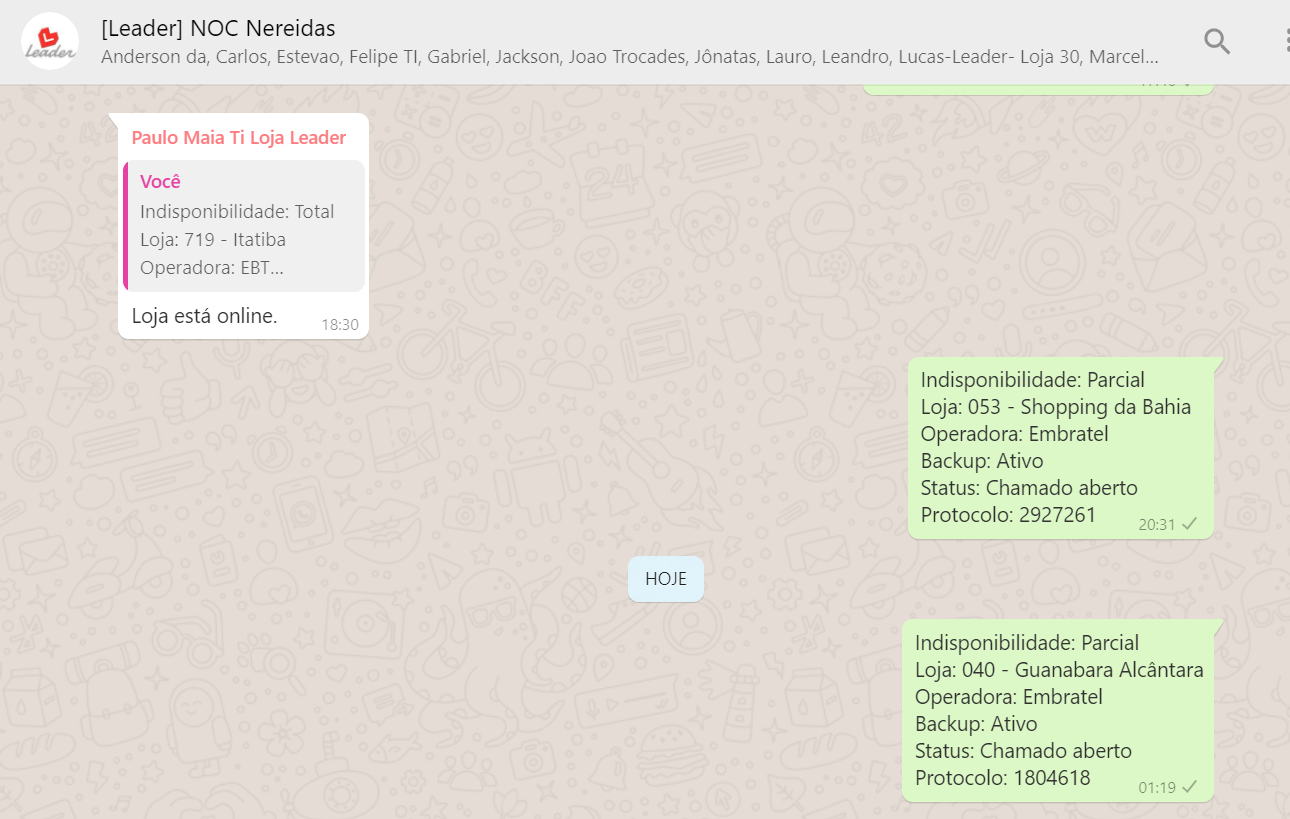 Leader
[Leader] NOC Nereidas
Anderson da, Carlos, Estevao, Felipe TI, Gabriel, Jackson, Joao Trocades, Jônatas, Lauro, Leandro, Lucas-Leader- Loja 30, Marcel...
Paulo Maia Ti Loja Leader
Você
Indisponibilidade: Total
Loja: 719 - Itatiba
Operadora: EBT...
Loja está online.
18:30
Indisponibilidade: Parcial
Loja: 053 - Shopping da Bahia
Operadora: Embratel
Backup: Ativo
Status: Chamado aberto
Protocolo: 2927261
20:31
HOJE
Indisponibilidade: Parcial
Loja: 040 - Guanabara Alcântara
Operadora: Embratel
Backup: Ativo
Status: Chamado aberto
Protocolo: 1804618
01:19